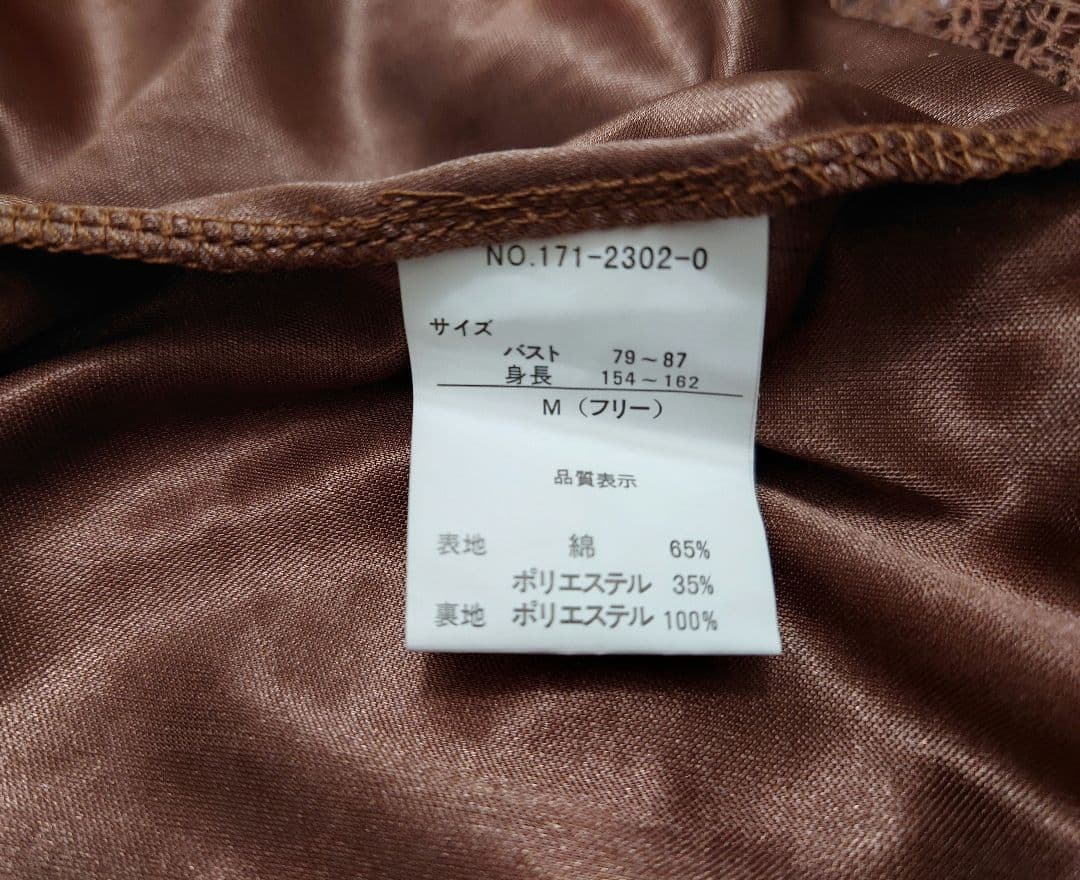 NO.171-2302-0
サイズ
バスト 79～87
身長 154～162
M（フリー）
品質表示
表地 綿 65%
ポリエステル 35%
裏地 ポリエステル 100%